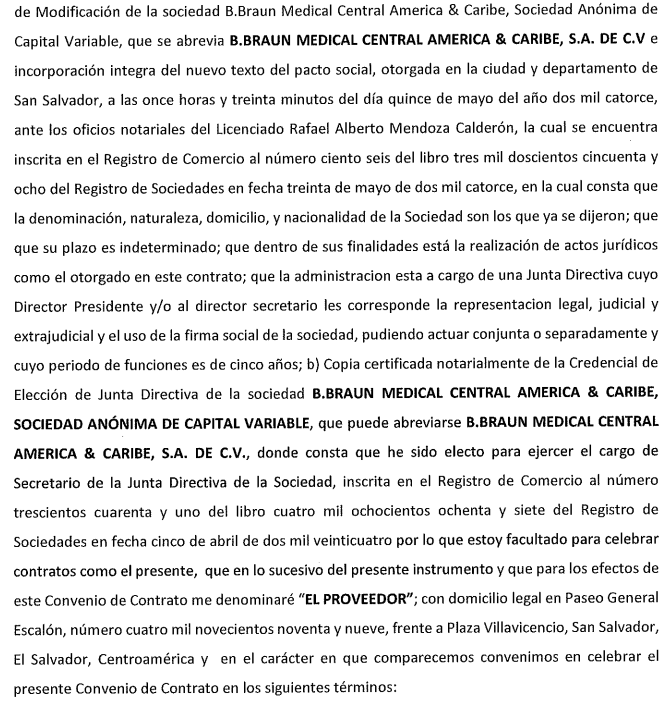 de Modificación de la sociedad B.Braun Medical Central America & Caribe, Sociedad Anónima de
Capital Variable, que se abrevia B.BRAUN MEDICAL CENTRAL AMERICA & CARIBE, S.A. DE C.V e
incorporación integra del nuevo texto del pacto social, otorgada en la ciudad y departamento de
San Salvador, a las once horas y treinta minutos del día quince de mayo del año dos mil catorce,
ante los oficios notariales del Licenciado Rafael Alberto Mendoza Calderón, la cual se encuentra
inscrita en el Registro de Comercio al número ciento seis del libro tres mil doscientos cincuenta y
ocho del Registro de Sociedades en fecha treinta de mayo de dos mil catorce, en la cual consta que
la denominación, naturaleza, domicilio, y nacionalidad de la Sociedad son los que ya se dijeron; que
que su plazo es indeterminado; que dentro de sus finalidades está la realización de actos jurídicos
como el otorgado en este contrato; que la administracion esta a cargo de una Junta Directiva cuyo
Director Presidente y/o al director secretario les corresponde la representacion legal, judicial y
extrajudicial y el uso de la firma social de la sociedad, pudiendo actuar conjunta o separadamente y
cuyo periodo de funciones es de cinco años; b) Copia certificada notarialmente de la Credencial de
Elección de Junta Directiva de la sociedad B.BRAUN MEDICAL CENTRAL AMERICA & CARIBE,
SOCIEDAD ANÓNIMA DE CAPITAL VARIABLE, que puede abreviarse B.BRAUN MEDICAL CENTRAL
AMERICA & CARIBE, S.A. DE C.V., donde consta que he sido electo para ejercer el cargo de
Secretario de la Junta Directiva de la Sociedad, inscrita en el Registro de Comercio al número
trescientos cuarenta y uno del libro cuatro mil ochocientos ochenta y siete del Registro de
Sociedades en fecha cinco de abril de dos mil veinticuatro por lo que estoy facultado para celebrar
contratos como el presente, que en lo sucesivo del presente instrumento y que para los efectos de
este Convenio de Contrato me denominaré “EL PROVEEDOR”; con domicilio legal en Paseo General
Escalón, número cuatro mil novecientos noventa y nueve, frente a Plaza Villavicencio, San Salvador,
El Salvador, Centroamérica y en el carácter en que comparecemos convenimos en celebrar el
presente Convenio de Contrato en los siguientes términos: